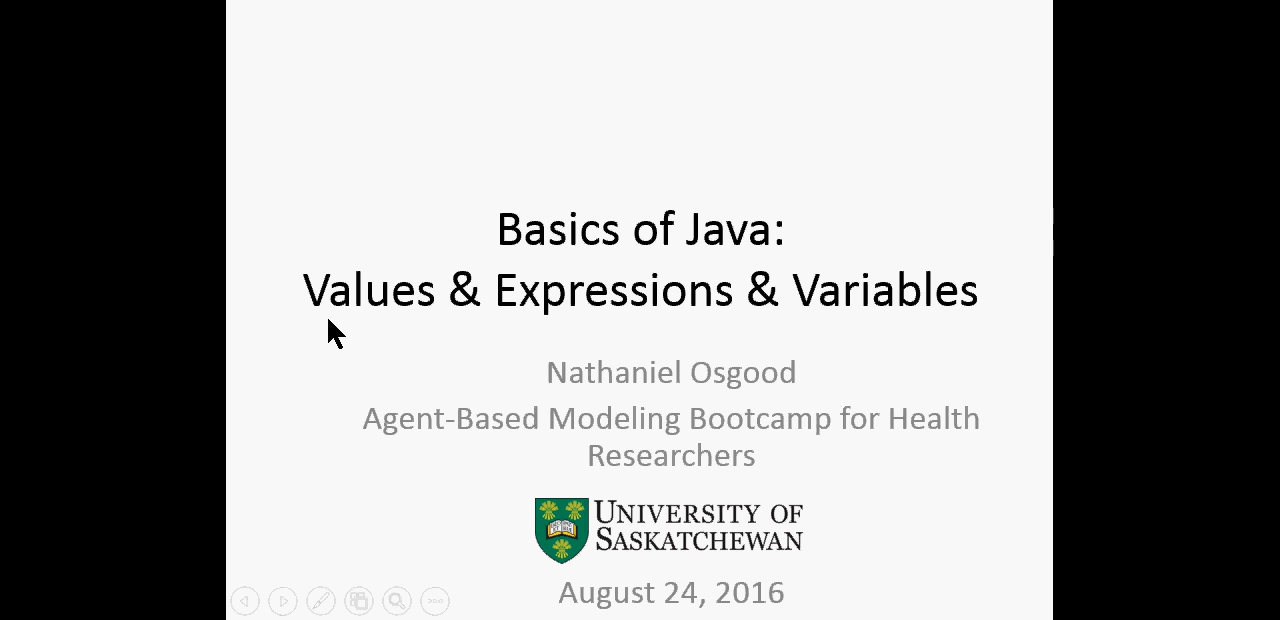 Basics of Java:
Values & Expressions & Variables
Nathaniel Osgood
Agent-Based Modeling Bootcamp for Health
Researchers
UNIVERSITY OF
SASKATCHEWAN
August 24, 2016